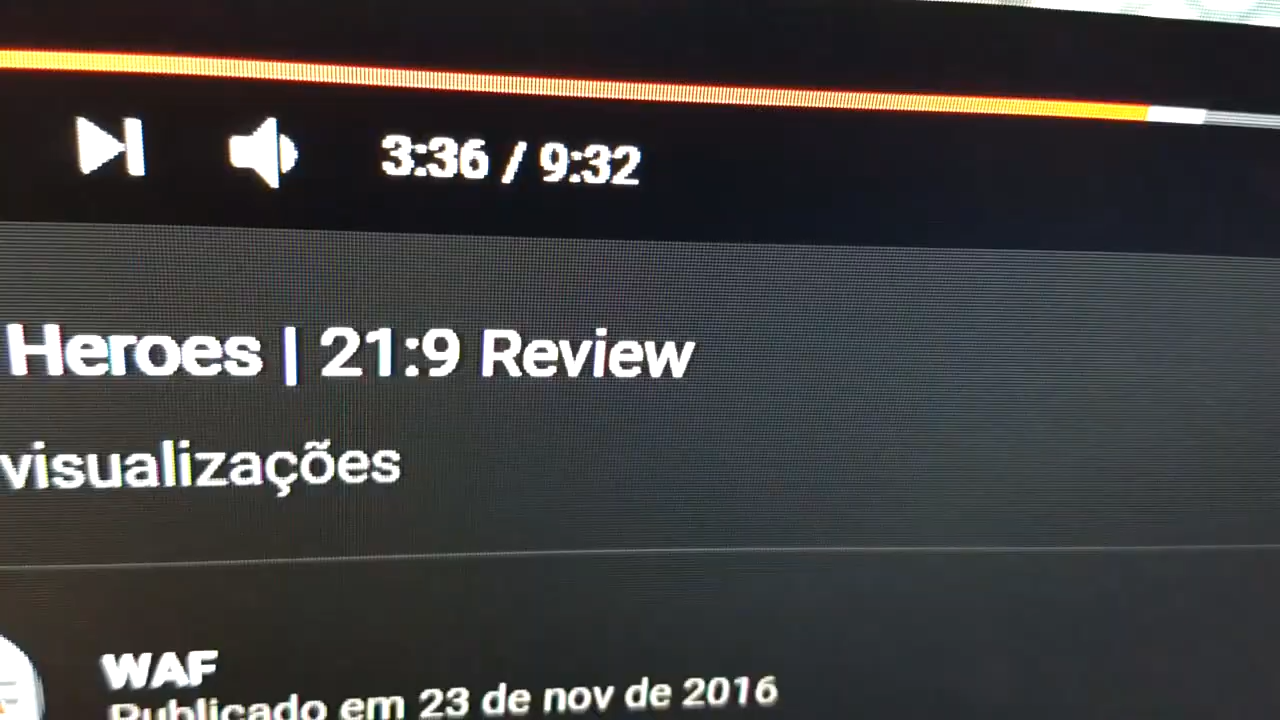 3:36 / 9:32
Heroes | 21:9 Review
visualizações
WAF
Publicado em 23 de nov de 2016